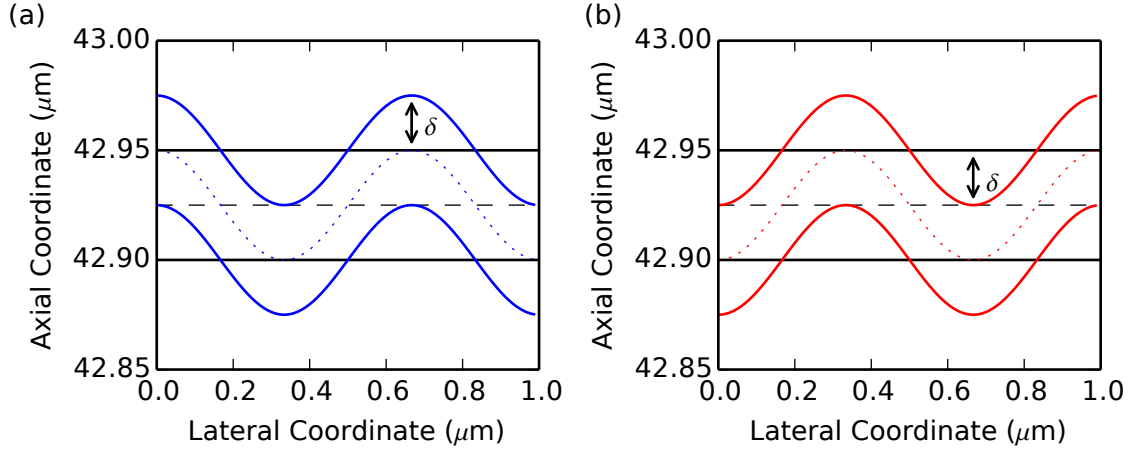 (a)
43.00
42.95
42.90
42.85
Axial Coordinate (μm)
δ
0.0 0.2 0.4 0.6 0.8 1.0
Lateral Coordinate (μm)
(b)
43.00
42.95
42.90
42.85
Axial Coordinate (μm)
δ
0.0 0.2 0.4 0.6 0.8 1.0
Lateral Coordinate (μm)